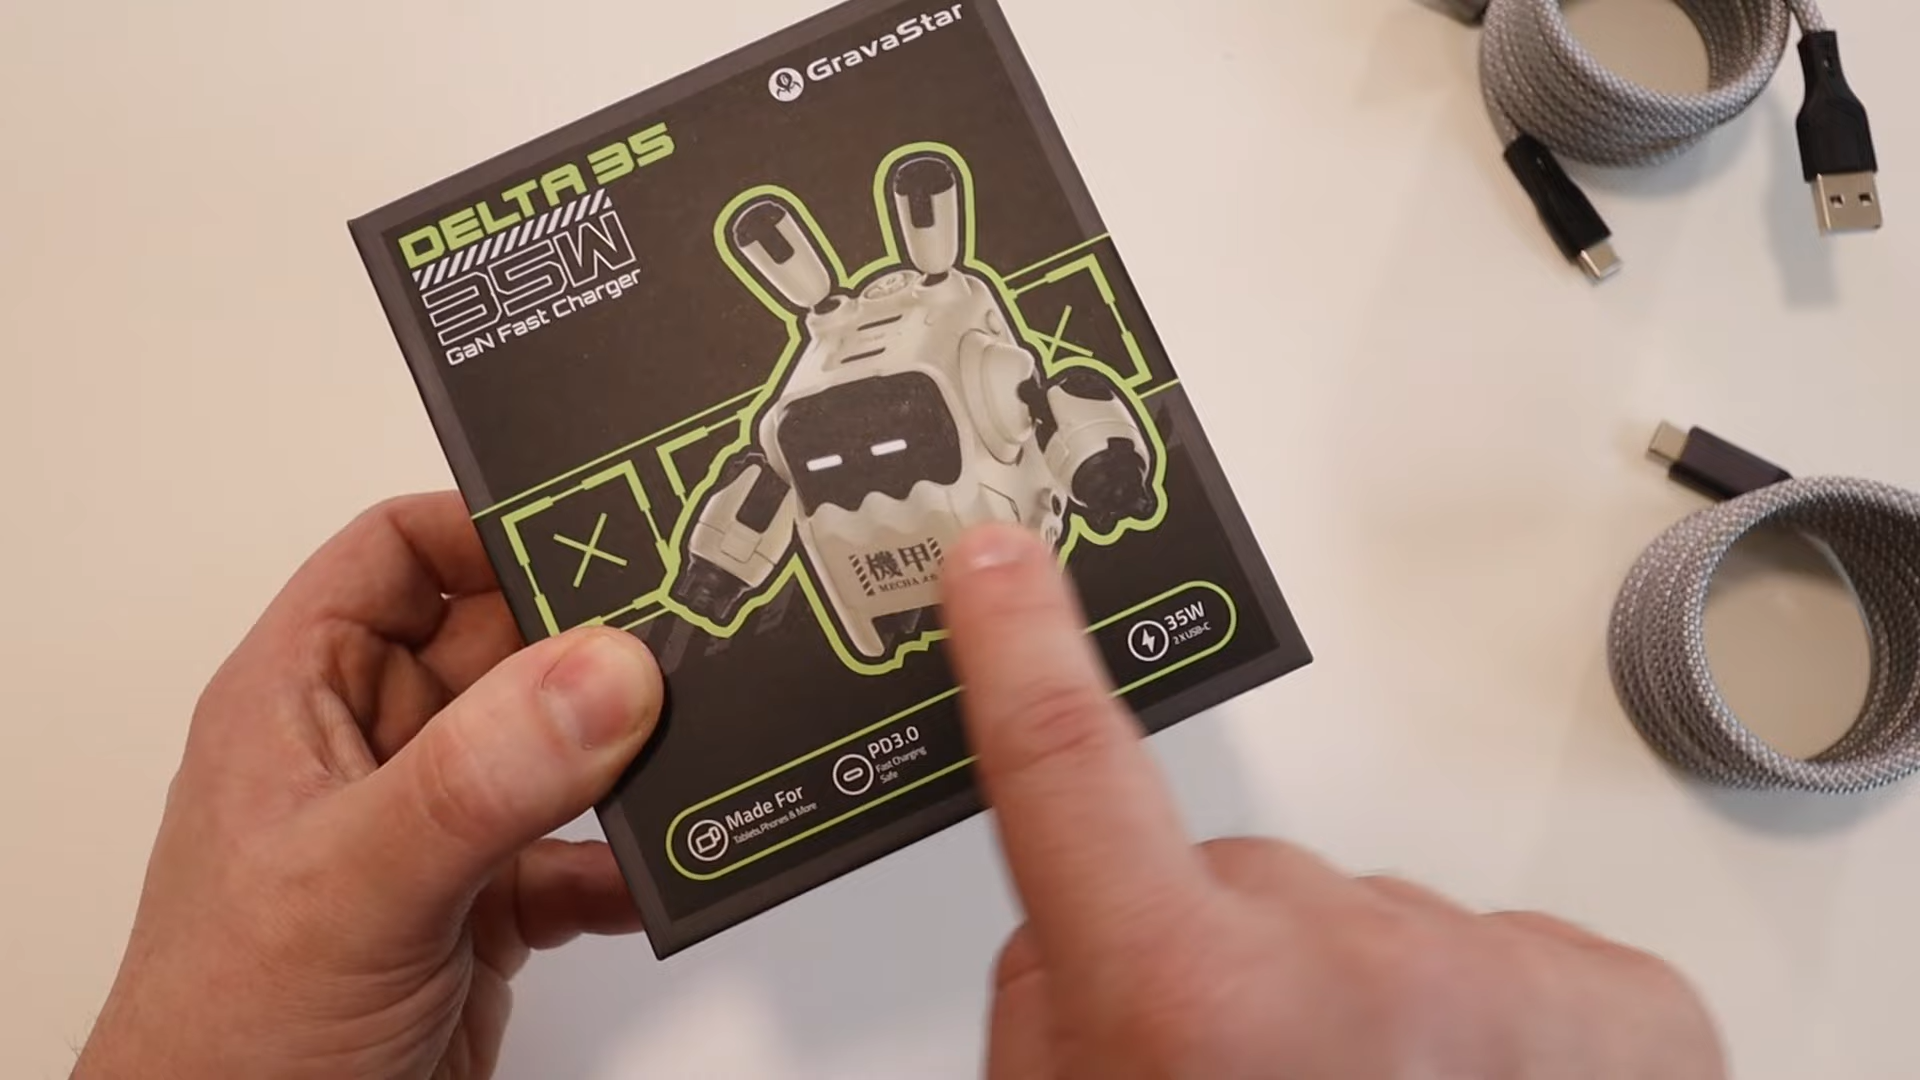 GravaStar
DELTA 35
35W
GaN Fast Charger
機甲
MECHA
35W
2 X USB-C
PD3.0
Fast Charging
Safe
Made For
Tablets,Phones & More